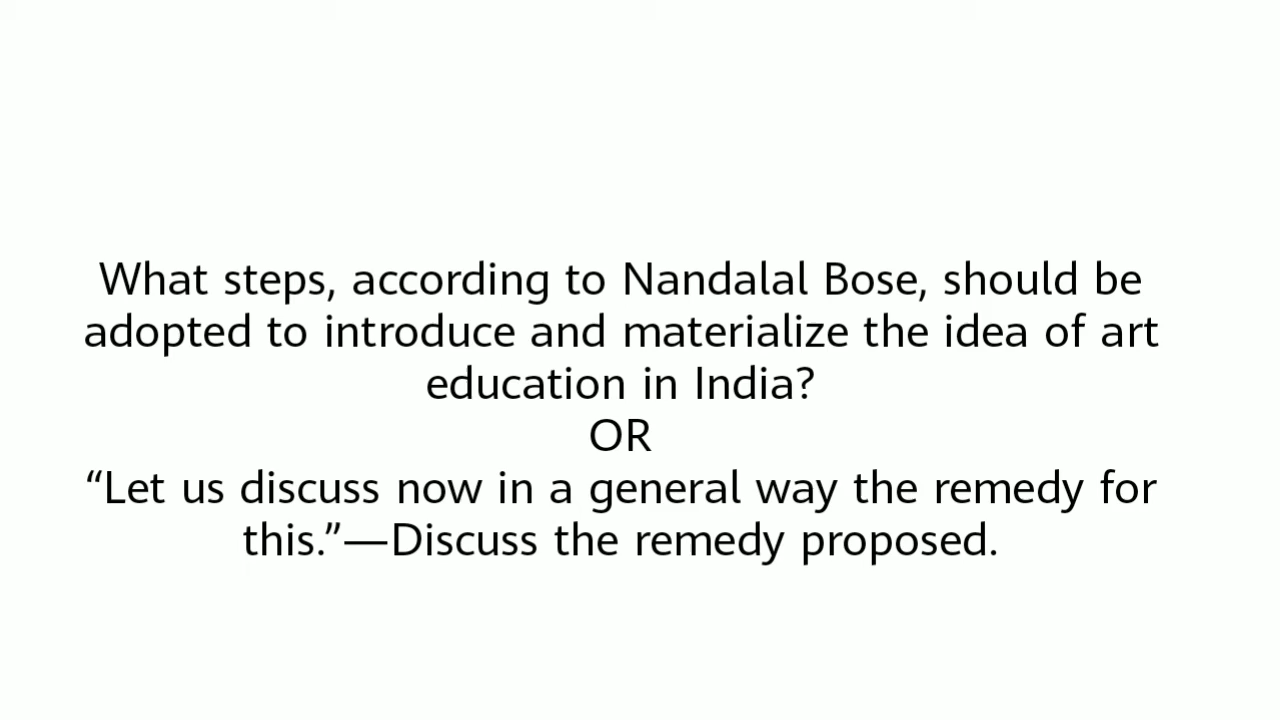 What steps, according to Nandalal Bose, should be
adopted to introduce and materialize the idea of art
education in India?
OR
“Let us discuss now in a general way the remedy for
this.”—Discuss the remedy proposed.